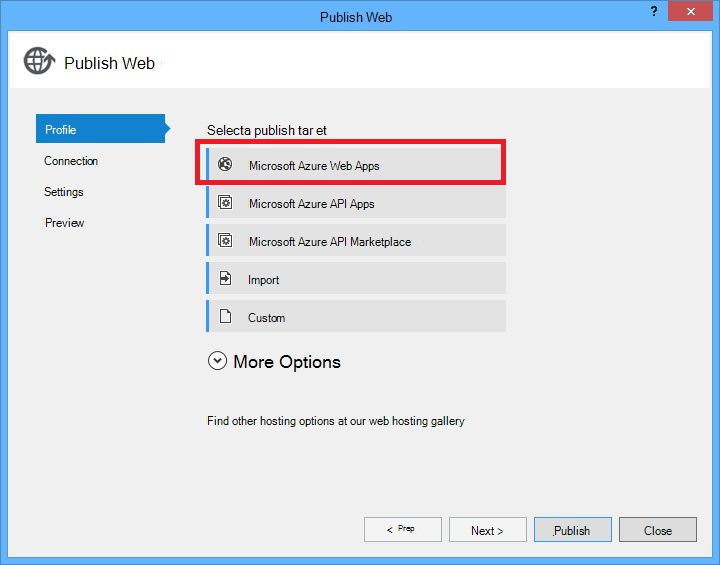 Publish Web
?
Publish Web
Profile
Connection
Settings
Preview
Selecta publish tar et
Microsoft Azure Web Apps
Microsoft Azure API Apps
Microsoft Azure API Marketplace
Import
Custom
More Options
Find other hosting options at our web hosting gallery
< Prep
Next >
Publish
Close